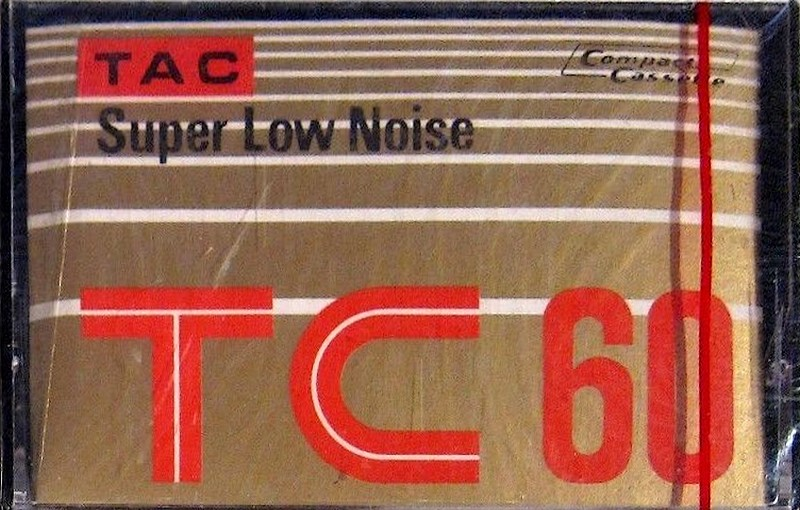 TAC
Compact
Cassette
Super Low Noise
TC 60